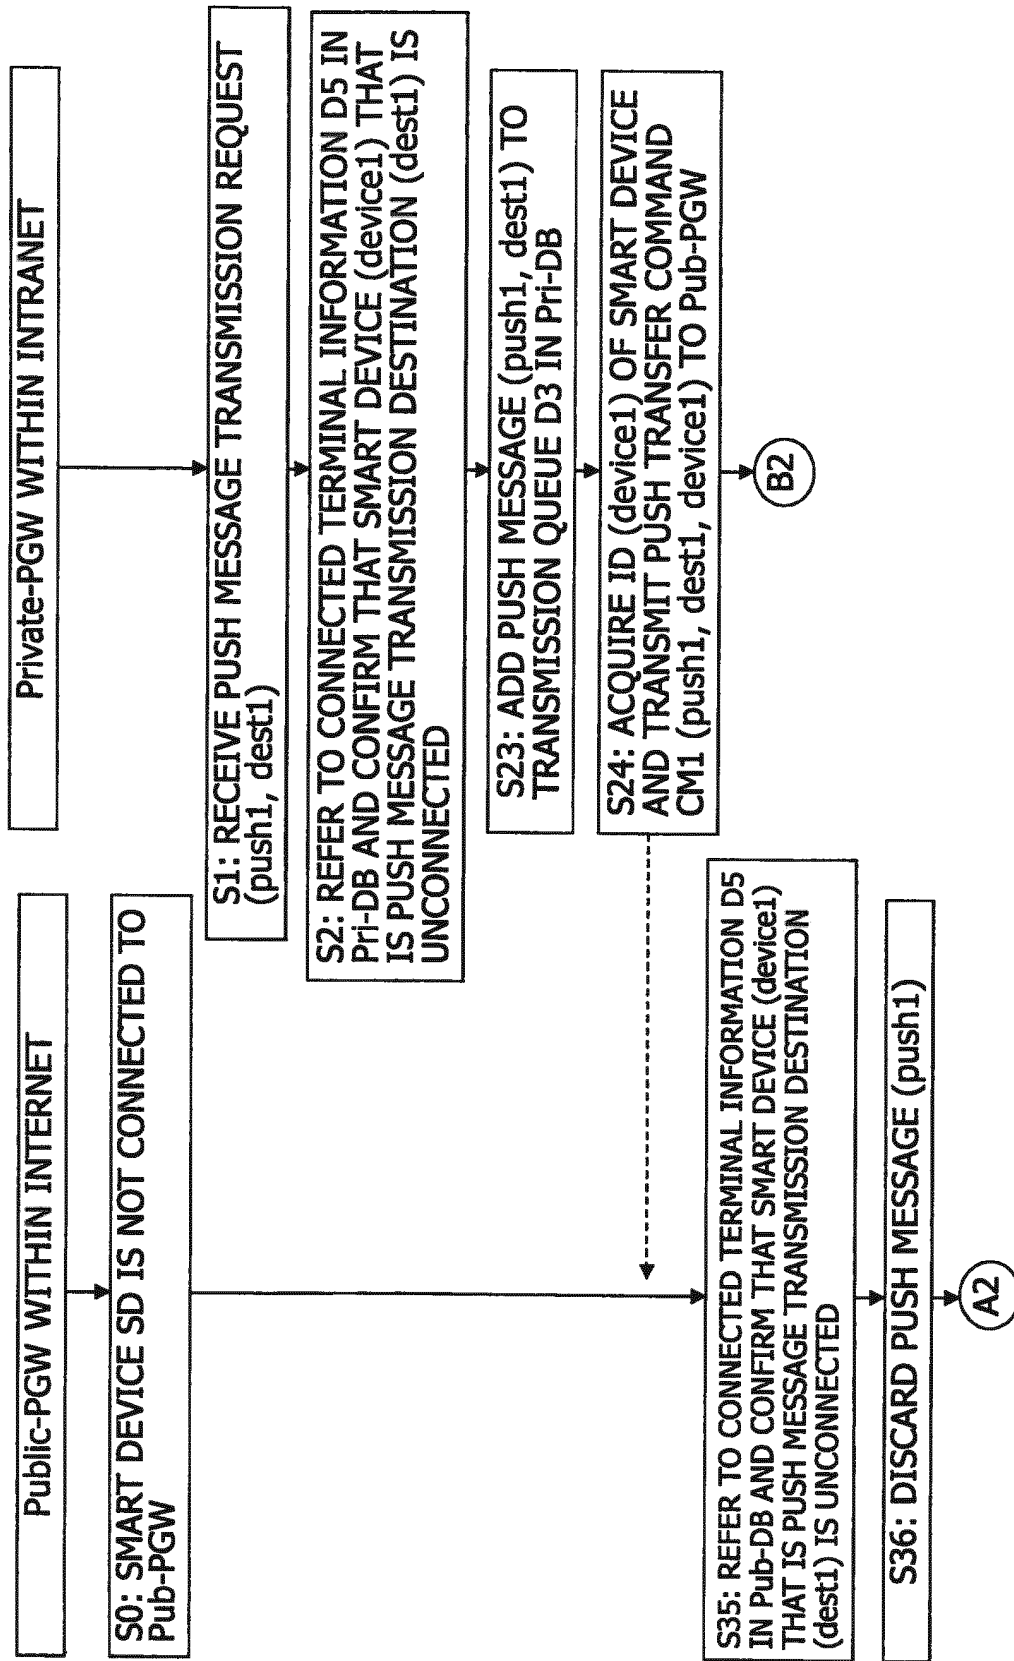 Public-PGW WITHIN INTERNET
S0: SMART DEVICE SD IS NOT CONNECTED TO
Pub-PGW
S35: REFER TO CONNECTED TERMINAL INFORMATION D5
IN Pub-DB AND CONFIRM THAT SMART DEVICE (device1)
THAT IS PUSH MESSAGE TRANSMISSION DESTINATION
(dest1) IS UNCONNECTED
S36: DISCARD PUSH MESSAGE (push1)
A2
Private-PGW WITHIN INTRANET
S1: RECEIVE PUSH MESSAGE TRANSMISSION REQUEST
(push1, dest1)
S2: REFER TO CONNECTED TERMINAL INFORMATION D5 IN
Pri-DB AND CONFIRM THAT SMART DEVICE (device1) THAT
IS PUSH MESSAGE TRANSMISSION DESTINATION (dest1) IS
UNCONNECTED
S23: ADD PUSH MESSAGE (push1, dest1) TO
TRANSMISSION QUEUE D3 IN Pri-DB
S24: ACQUIRE ID (device1) OF SMART DEVICE
AND TRANSMIT PUSH TRANSFER COMMAND
CM1 (push1, dest1, device1) TO Pub-PGW
B2